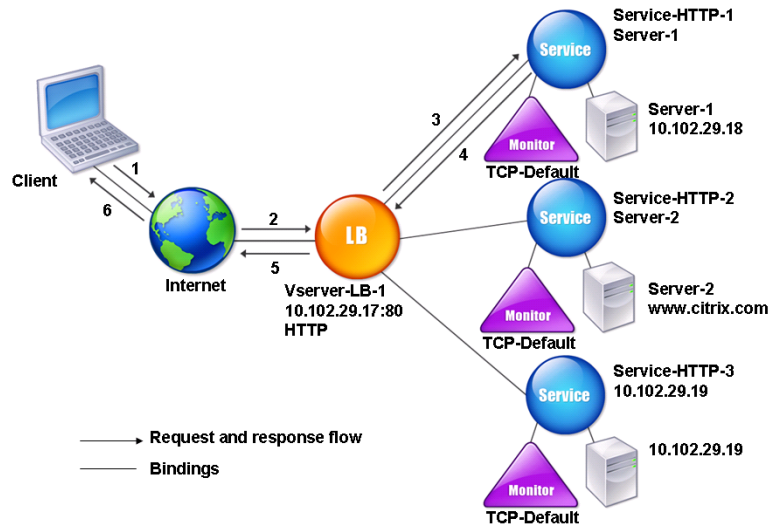 Service-HTTP-1
Server-1
Service
3
4
Monitor
TCP-Default
Server-1
10.102.29.18
Client
1
6
Internet
2
5
LB
Vserver-LB-1
10.102.29.17:80
HTTP
Service-HTTP-2
Server-2
Service
Monitor
TCP-Default
Server-2
www.citrix.com
Service-HTTP-3
10.102.29.19
Service
Monitor
TCP-Default
10.102.29.19
Request and response flow
Bindings